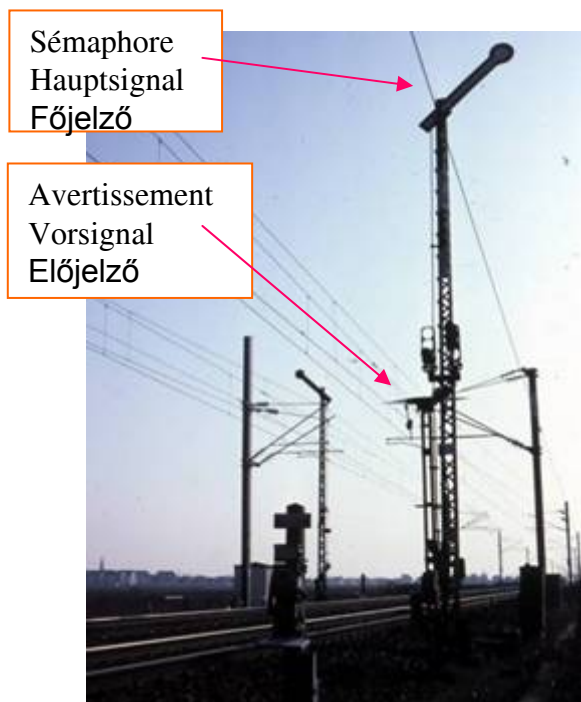 Sémaphore
Hauptsignal
Főjelző
Avertissement
Vorsignal
Előjelző